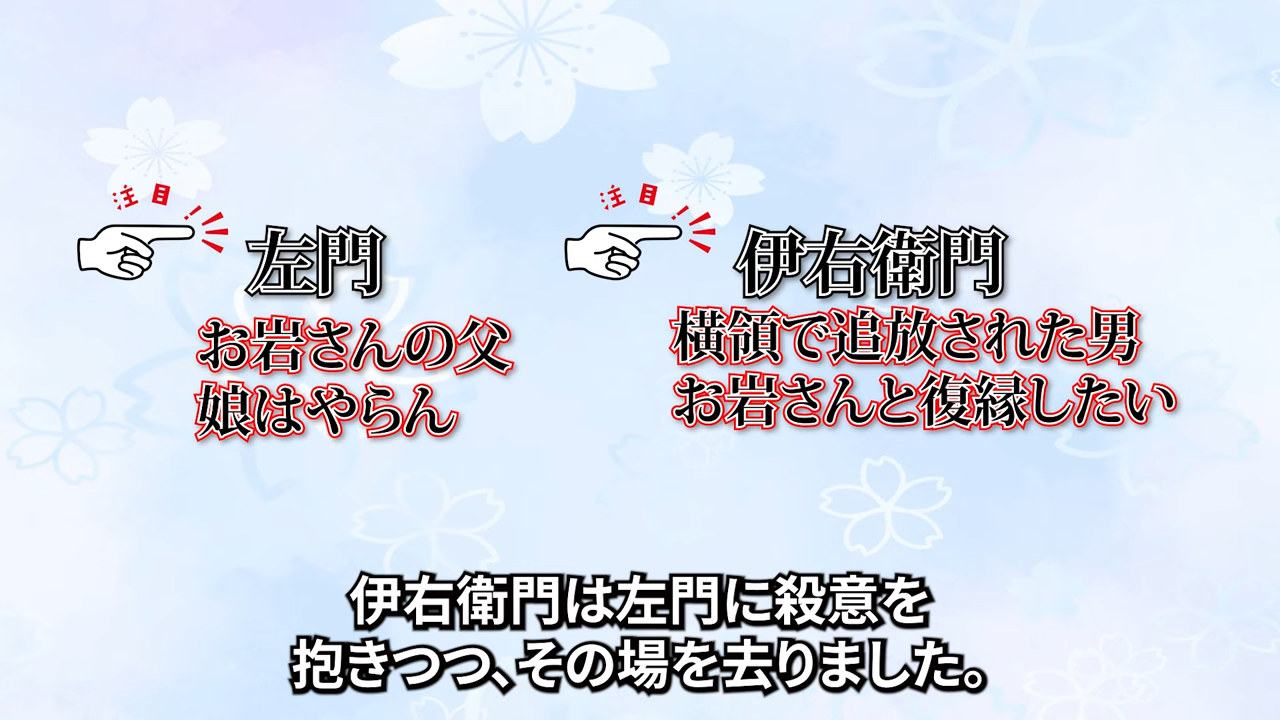 注目
左門
お岩さんの父
娘はやらん
注目
伊右衛門
横領で追放された男
お岩さんと復縁したい
伊右衛門は左門に殺意を
抱きつつ、その場を去りました。